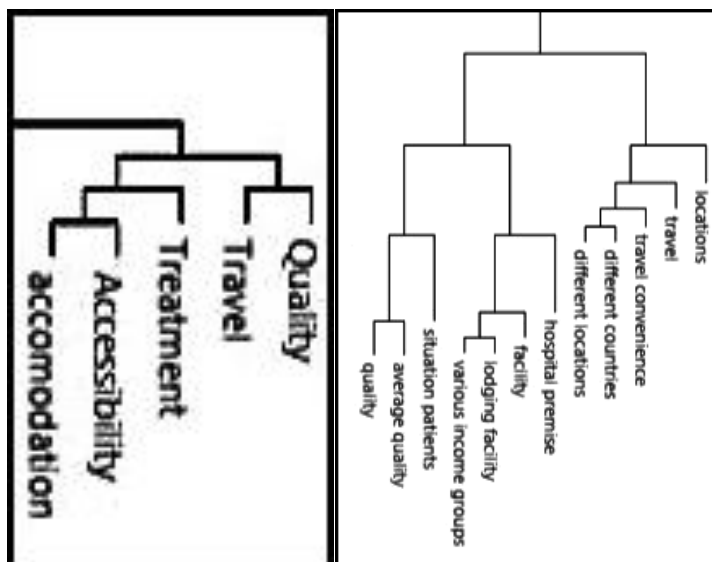 Quality
Travel
Treatment
Accessibility
accomodation
locations
travel
travel convenience
different countries
different locations
hospital premise
facility
lodging facility
various income groups
situation patients
average quality
quality